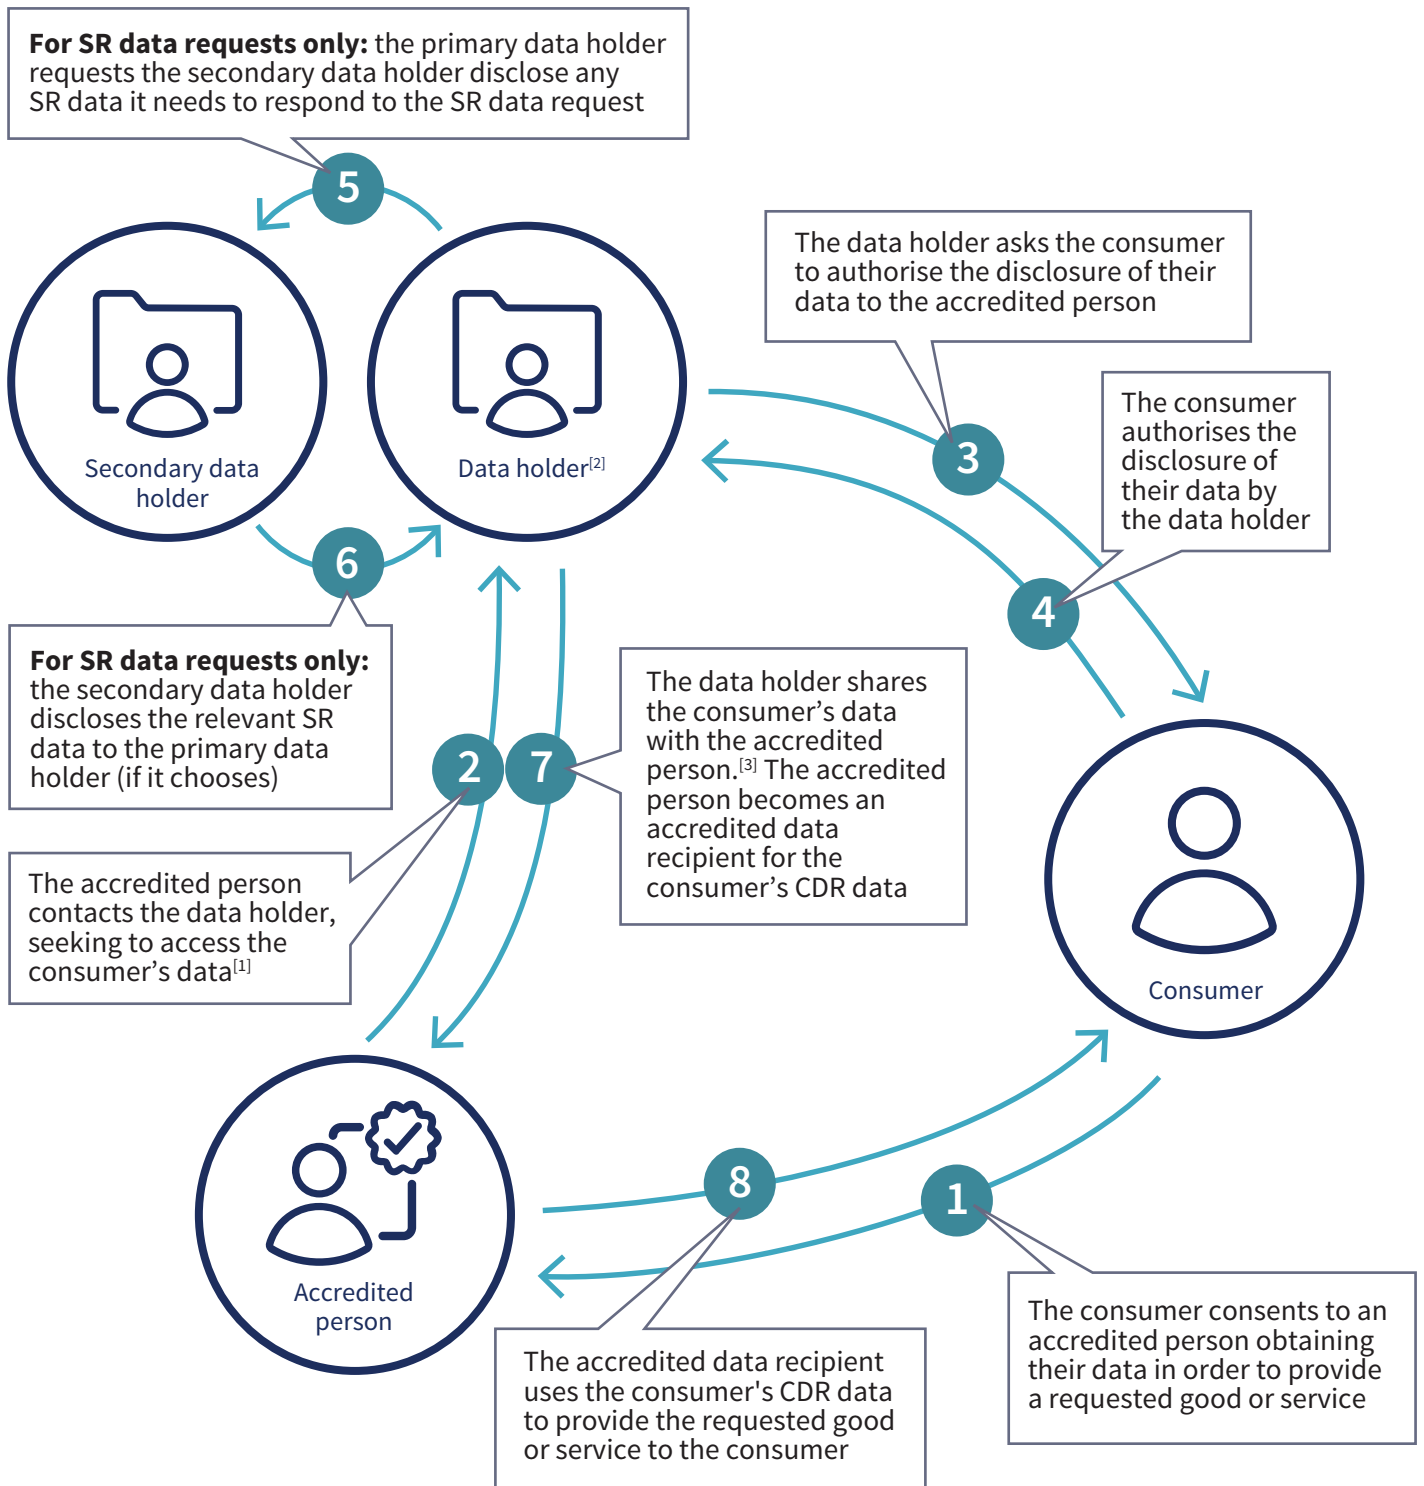 For SR data requests only: the primary data holder
requests the secondary data holder disclose any
SR data it needs to respond to the SR data request
5
The data holder asks the consumer
to authorise the disclosure of their
data to the accredited person
The consumer
authorises the
disclosure of
their data by
the data holder
3
Secondary data
holder
Data holder[2]
6
4
For SR data requests only:
the secondary data holder
discloses the relevant SR
data to the primary data
holder (if it chooses)
2
7
The data holder shares
the consumer’s data
with the accredited
person.[3] The accredited
person becomes an
accredited data
recipient for the
consumer’s CDR data
The accredited person
contacts the data holder,
seeking to access the
consumer’s data[1]
Consumer
8
1
Accredited
person
The consumer consents to an
accredited person obtaining
their data in order to provide
a requested good or service
The accredited data recipient
uses the consumer's CDR data
to provide the requested good
or service to the consumer